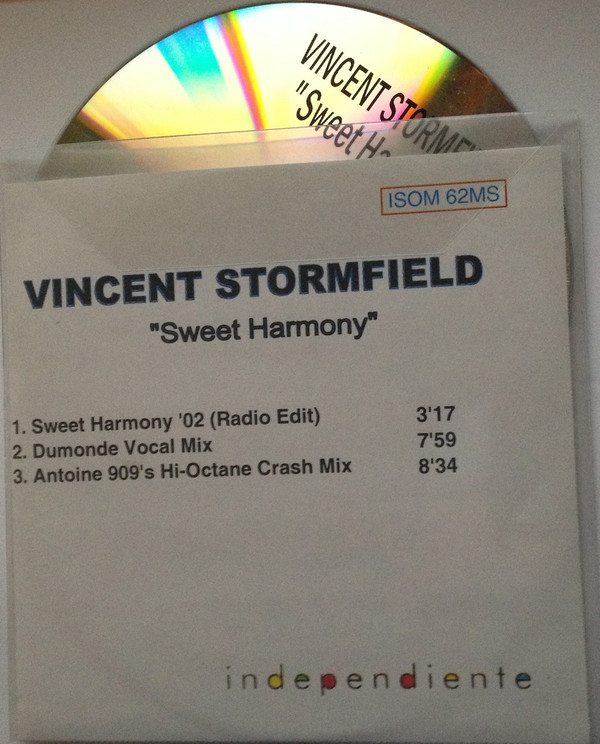 VINCENT STORMFI
"Sweet Ha
ISOM 62MS
VINCENT STORMFIELD
"Sweet Harmony"
1. Sweet Harmony '02 (Radio Edit) 3'17
2. Dumonde Vocal Mix 7'59
3. Antoine 909's Hi-Octane Crash Mix 8'34
independiente